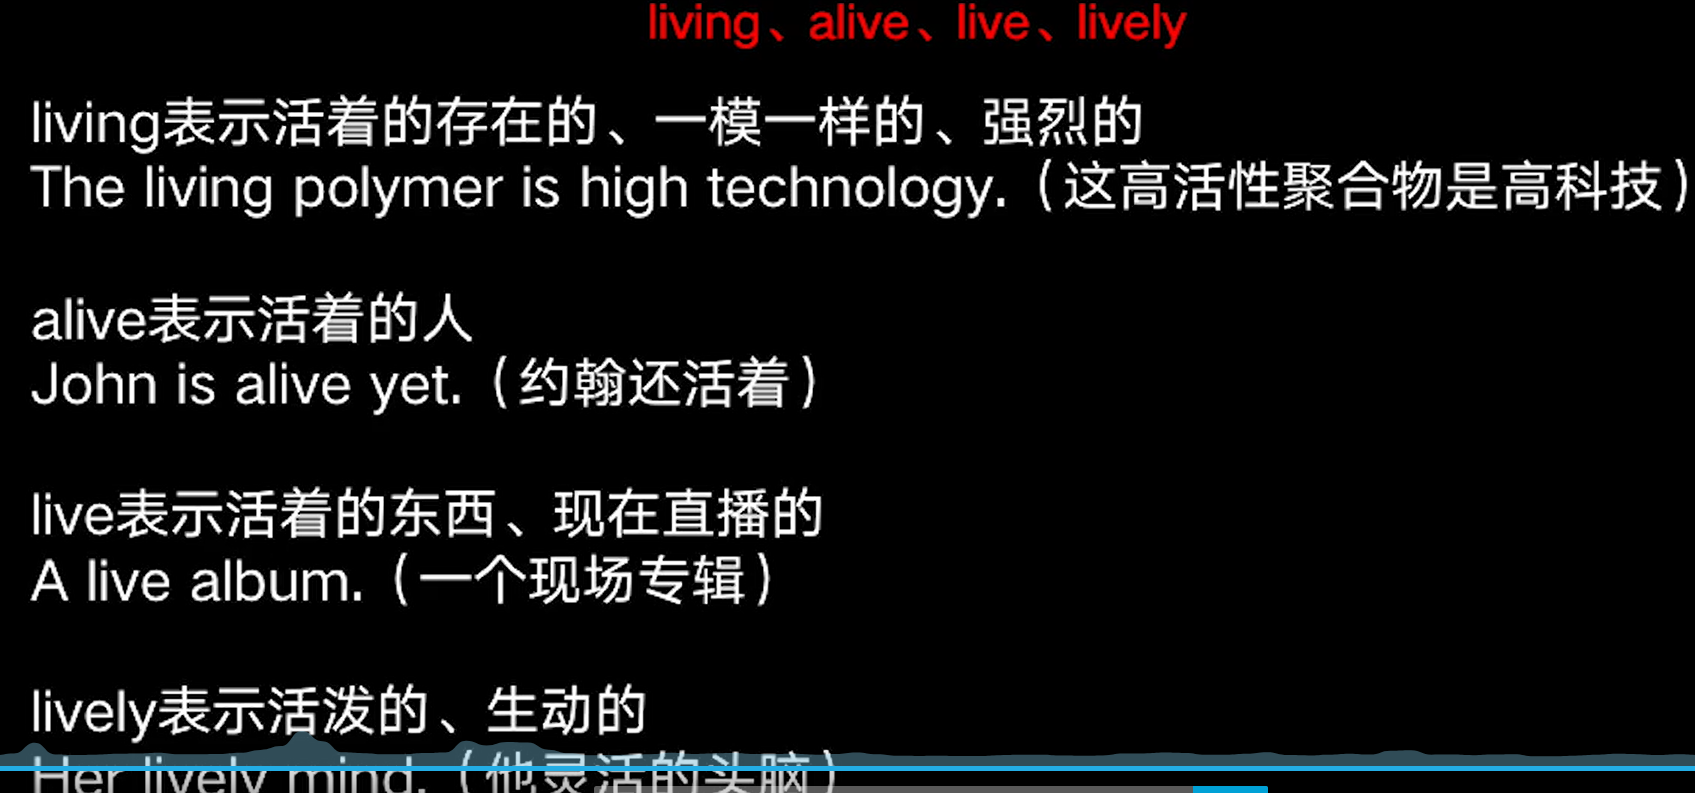 living、alive、live、lively
living表示活着的存在的、一模一样的、强烈的
The living polymer is high technology.（这高活性聚合物是高科技）
alive表示活着的人
John is alive yet.（约翰还活着）
live表示活着的东西、现在直播的
A live album.（一个现场专辑）
lively表示活泼的、生动的
Her lively mind.（他灵活的头脑）